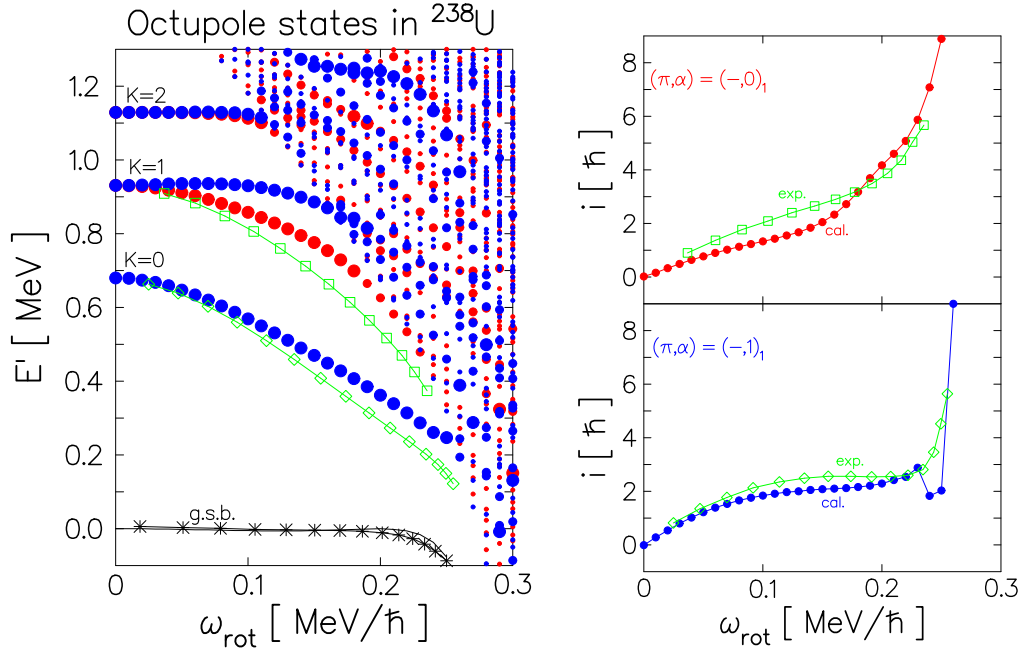 Octupole states in ²³⁸U
E' [ MeV ]
1.2
1.0
0.8
0.6
0.4
0.2
0.0
K=2
K=1
K=0
g.s.b.
0
0.1
0.2
0.3
ω_rot [ MeV/ħ ]
i [ ħ ]
8
6
4
2
0
(π,α) = (-,0)₁
exp.
cal.
i [ ħ ]
8
6
4
2
0
(π,α) = (-,1)₁
exp.
cal.
0
0.1
0.2
0.3
ω_rot [ MeV/ħ ]